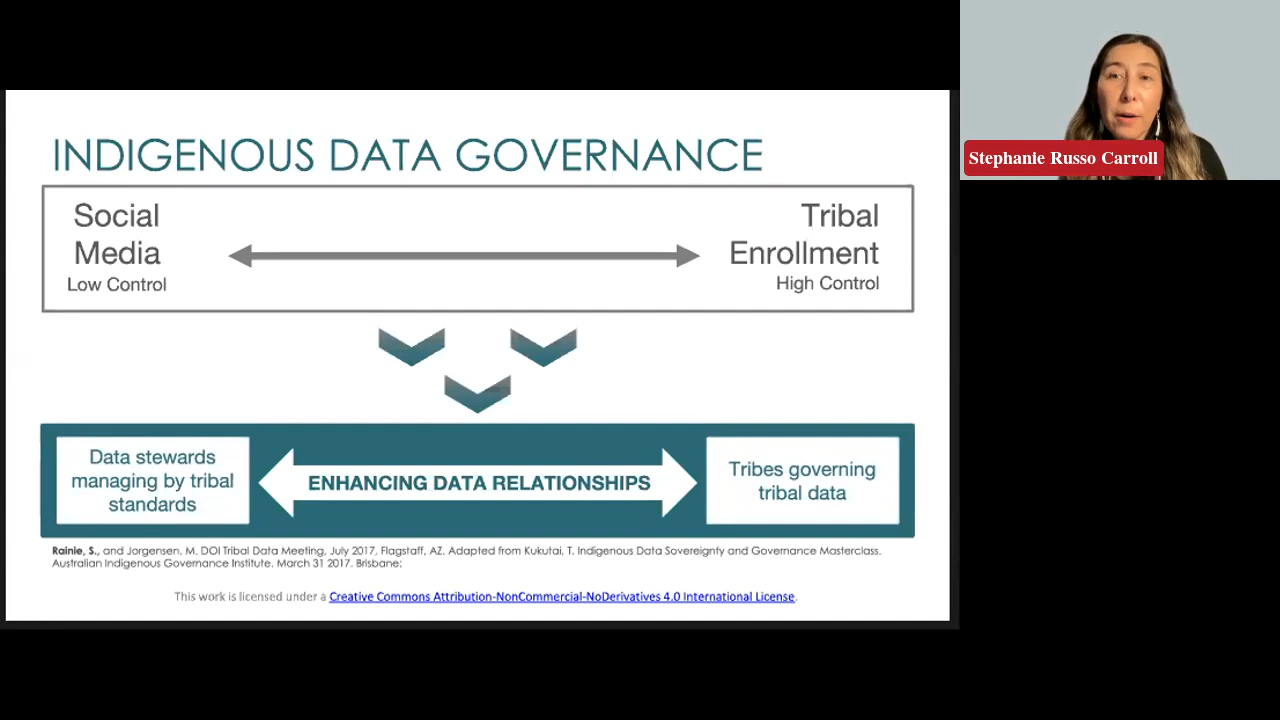 INDIGENOUS DATA GOVERNANCE
Social
Media
Low Control
Tribal
Enrollment
High Control
Data stewards
managing by tribal
standards
ENHANCING DATA RELATIONSHIPS
Tribes governing
tribal data
Rainie, S., and Jorgensen, M. DOI Tribal Data Meeting, July 2017, Flagstaff, AZ. Adapted from Kukutai, T. Indigenous Data Sovereignty and Governance Masterclass.
Australian Indigenous Governance Institute. March 31 2017. Brisbane;
This work is licensed under a Creative Commons Attribution-NonCommercial-NoDerivatives 4.0 International License.
Stephanie Russo Carroll